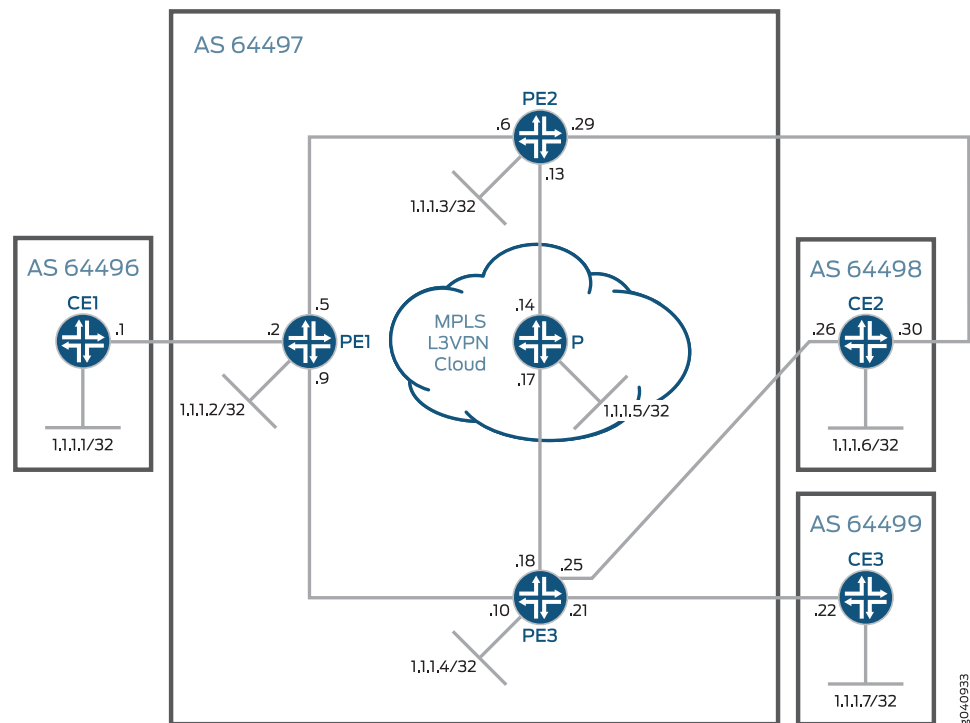 AS 64497
PE2
.6
.29
.13
1.1.1.3/32
AS 64496
CE1
.1
1.1.1.1/32
.5
.2
PE1
.9
1.1.1.2/32
MPLS
L3VPN
Cloud
.14
P
.17
1.1.1.5/32
AS 64498
CE2
.26
.30
1.1.1.6/32
.18
.25
.10
.21
PE3
1.1.1.4/32
AS 64499
CE3
.22
1.1.1.7/32
g040933